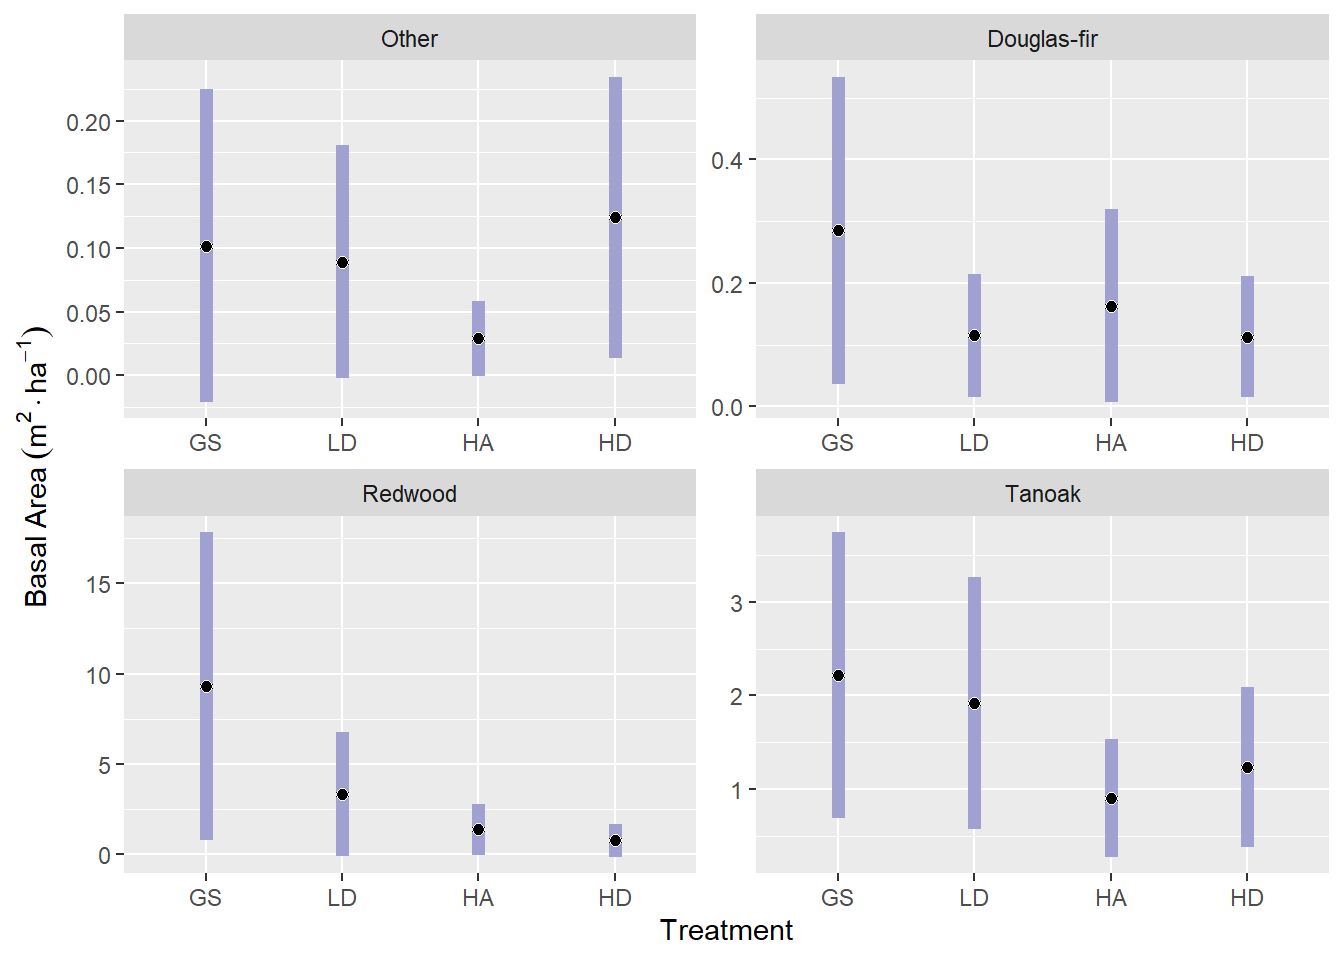 Other
Douglas-fir
0.20
0.15
0.10
0.05
0.00
0.4
0.2
0.0
GS LD HA HD
GS LD HA HD
Redwood
Tanoak
15
10
5
0
3
2
1
GS LD HA HD
GS LD HA HD
Basal Area (m² · ha⁻¹)
Treatment